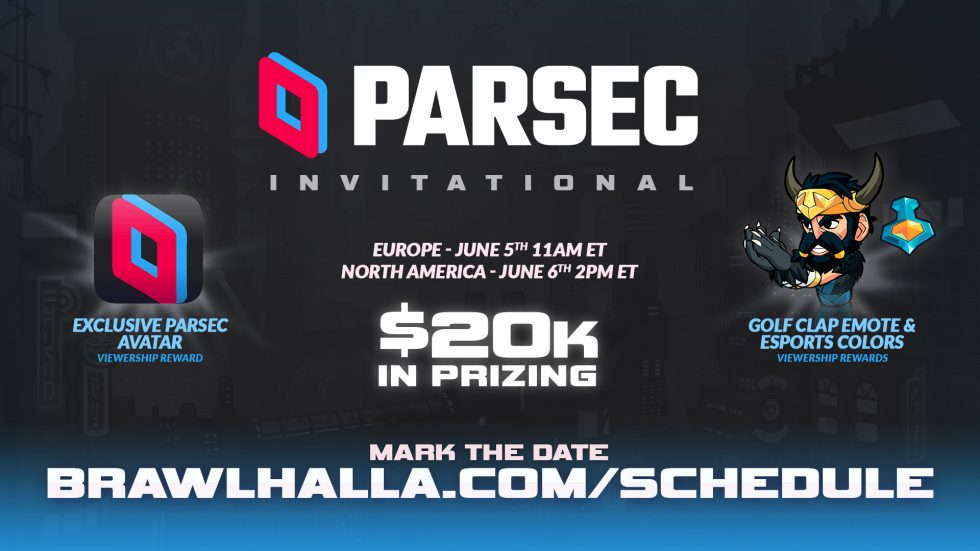 PARSEC
INVITATIONAL
EUROPE - JUNE 5TH 11AM ET
NORTH AMERICA - JUNE 6TH 2PM ET
EXCLUSIVE PARSEC
AVATAR
VIEWERSHIP REWARD
$20K
IN PRIZING
GOLF CLAP EMOTE &
ESPORTS COLORS
VIEWERSHIP REWARDS
MARK THE DATE
BRAWLHALLA.COM/SCHEDULE